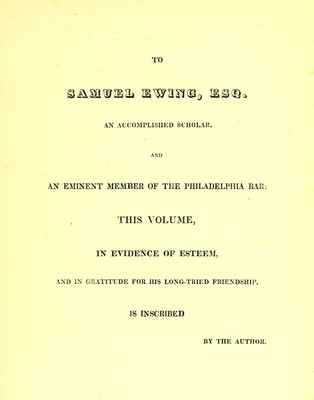 TO
SAMUEL EWING, ESQ.
AN ACCOMPLISHED SCHOLAR,
AND
AN EMINENT MEMBER OF THE PHILADELPHIA BAR:
THIS VOLUME,
IN EVIDENCE OF ESTEEM,
AND IN GRATITUDE FOR HIS LONG-TRIED FRIENDSHIP,
IS INSCRIBED
BY THE AUTHOR.